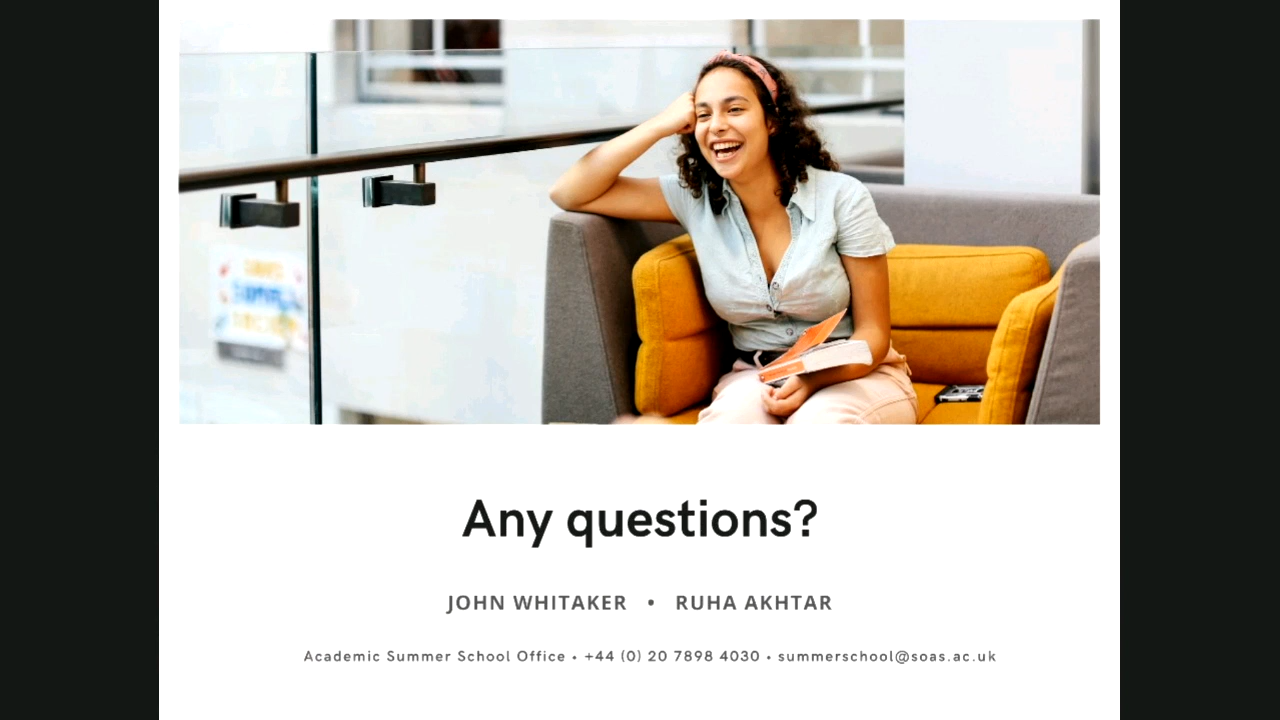 Any questions?
JOHN WHITAKER • RUHA AKHTAR
Academic Summer School Office • +44 (0) 20 7898 4030 • summerschool@soas.ac.uk